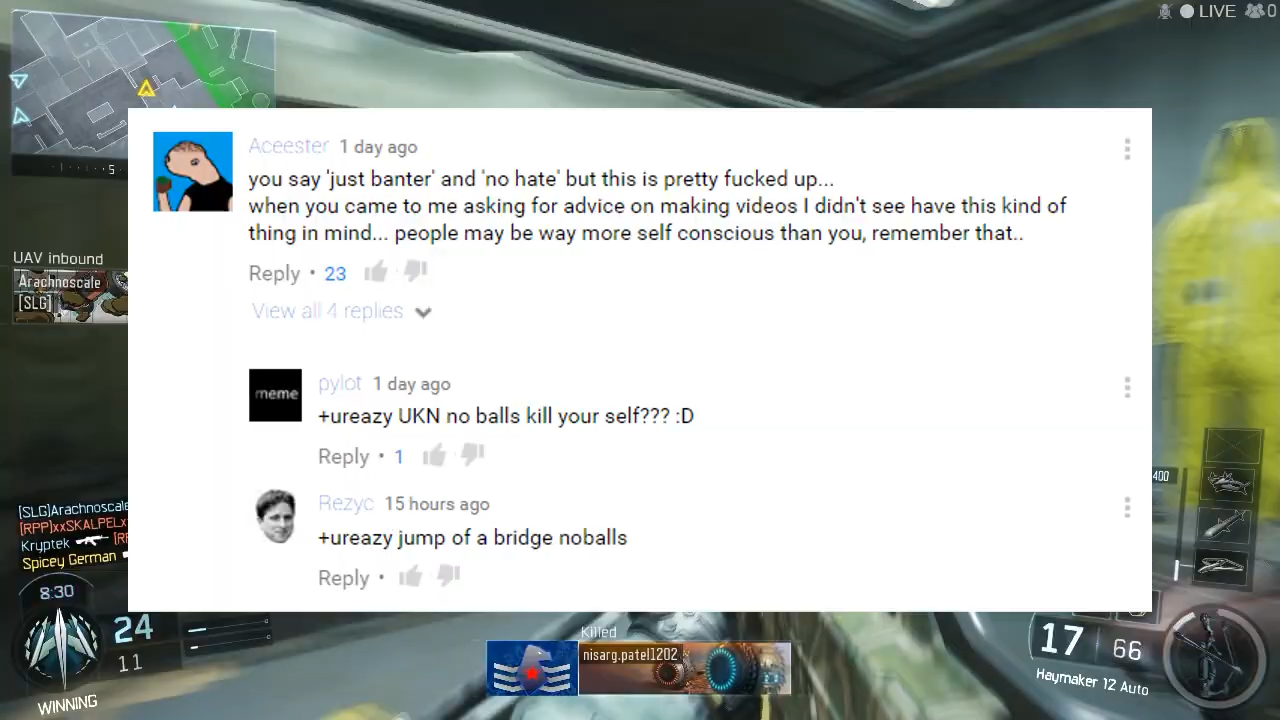 LIVE 0
5
Aceester 1 day ago
you say 'just banter' and 'no hate' but this is pretty fucked up...
when you came to me asking for advice on making videos I didn't see have this kind of
thing in mind... people may be way more self conscious than you, remember that..
Reply • 23
View all 4 replies
UAV inbound
Arachnoscale
[SLG]
meme
pylot 1 day ago
+ureazy UKN no balls kill your self??? :D
Reply • 1
Rezyc 15 hours ago
+ureazy jump of a bridge noballs
Reply •
400
[SLG]Arachnoscale
[RPP]xxSKALPELx
Kryptek
Spicey German
8:30
24
11
WINNING
Killed
nisarg.patel1202
17 66
Haymaker 12 Auto